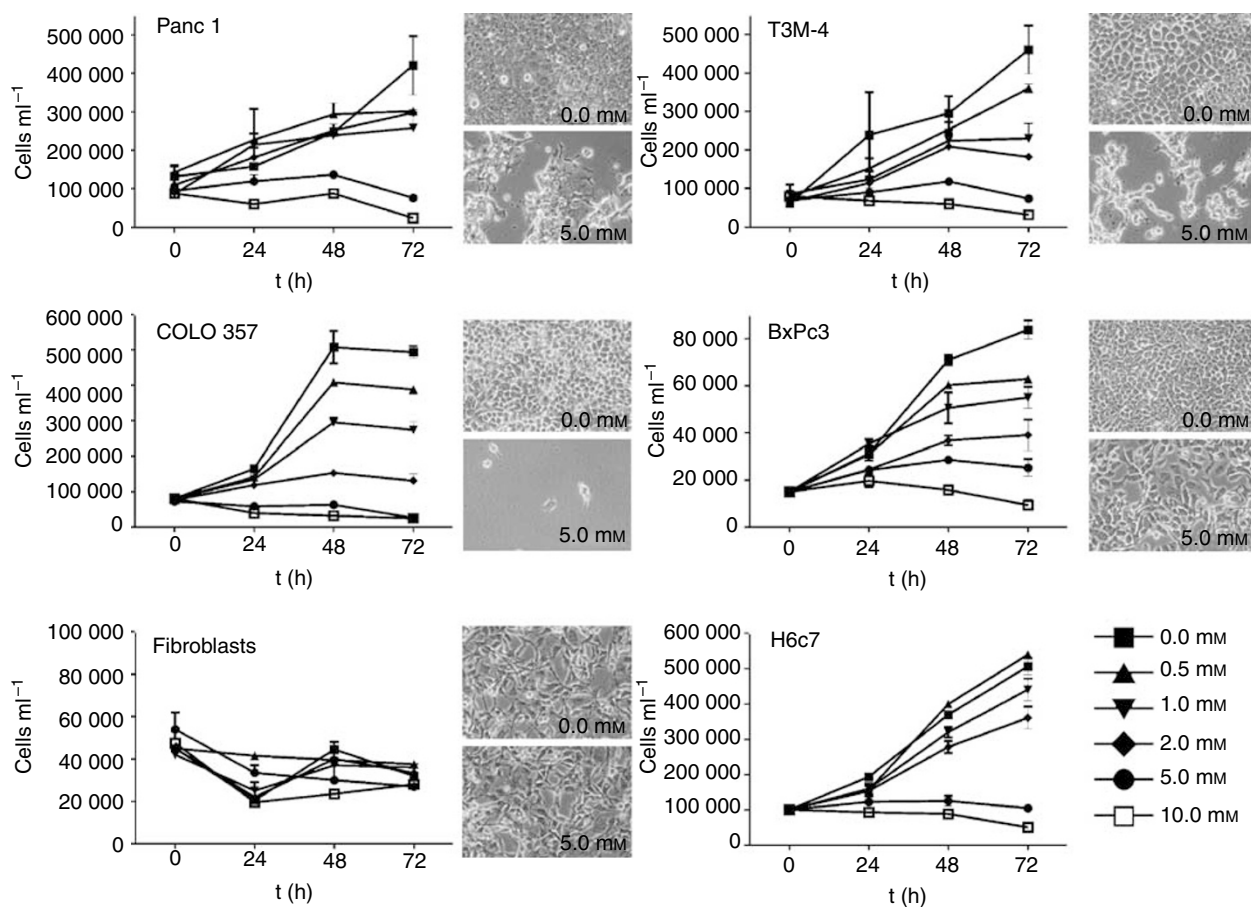 Panc 1
500 000
400 000
300 000
200 000
100 000
0
Cells ml⁻¹
0 24 48 72
t (h)
0.0 mM
5.0 mM
T3M-4
500 000
400 000
300 000
200 000
100 000
0
Cells ml⁻¹
0 24 48 72
t (h)
0.0 mM
5.0 mM
COLO 357
600 000
500 000
400 000
300 000
200 000
100 000
0
Cells ml⁻¹
0 24 48 72
t (h)
0.0 mM
5.0 mM
BxPc3
80 000
60 000
40 000
20 000
0
Cells ml⁻¹
0 24 48 72
t (h)
0.0 mM
5.0 mM
Fibroblasts
100 000
80 000
60 000
40 000
20 000
0
Cells ml⁻¹
0 24 48 72
t (h)
0.0 mM
5.0 mM
H6c7
600 000
500 000
400 000
300 000
200 000
100 000
0
Cells ml⁻¹
0 24 48 72
t (h)
0.0 mM
0.5 mM
1.0 mM
2.0 mM
5.0 mM
10.0 mM